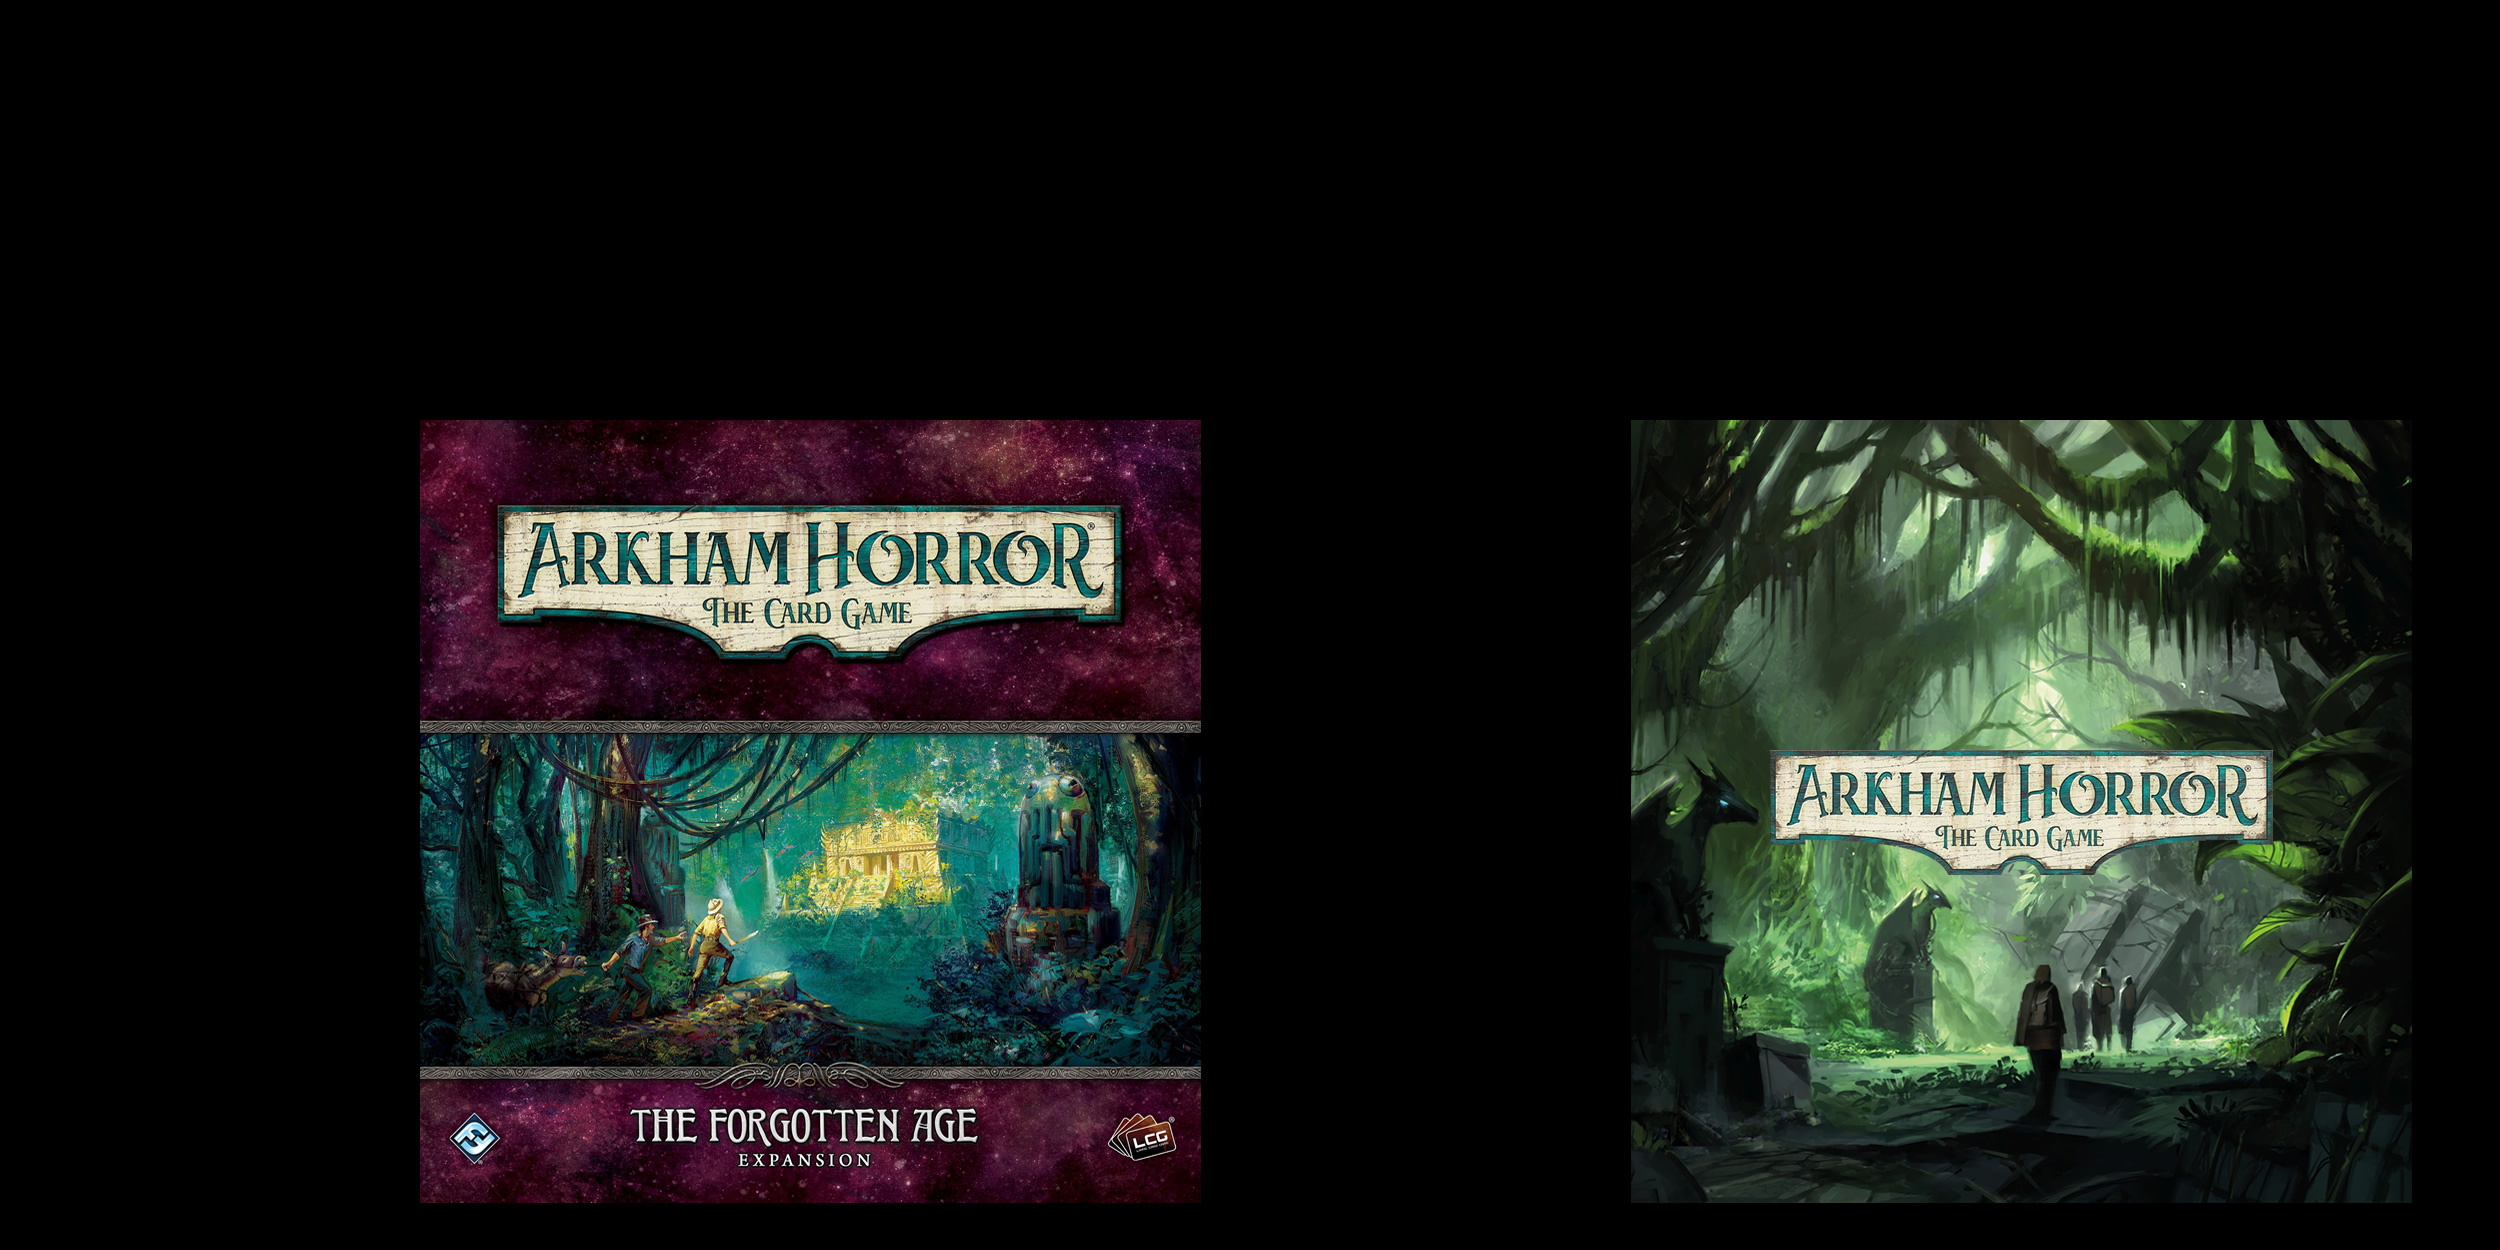 ARKHAM HORROR®
THE CARD GAME
THE FORGOTTEN AGE
EXPANSION
LCG®
ARKHAM HORROR®
THE CARD GAME